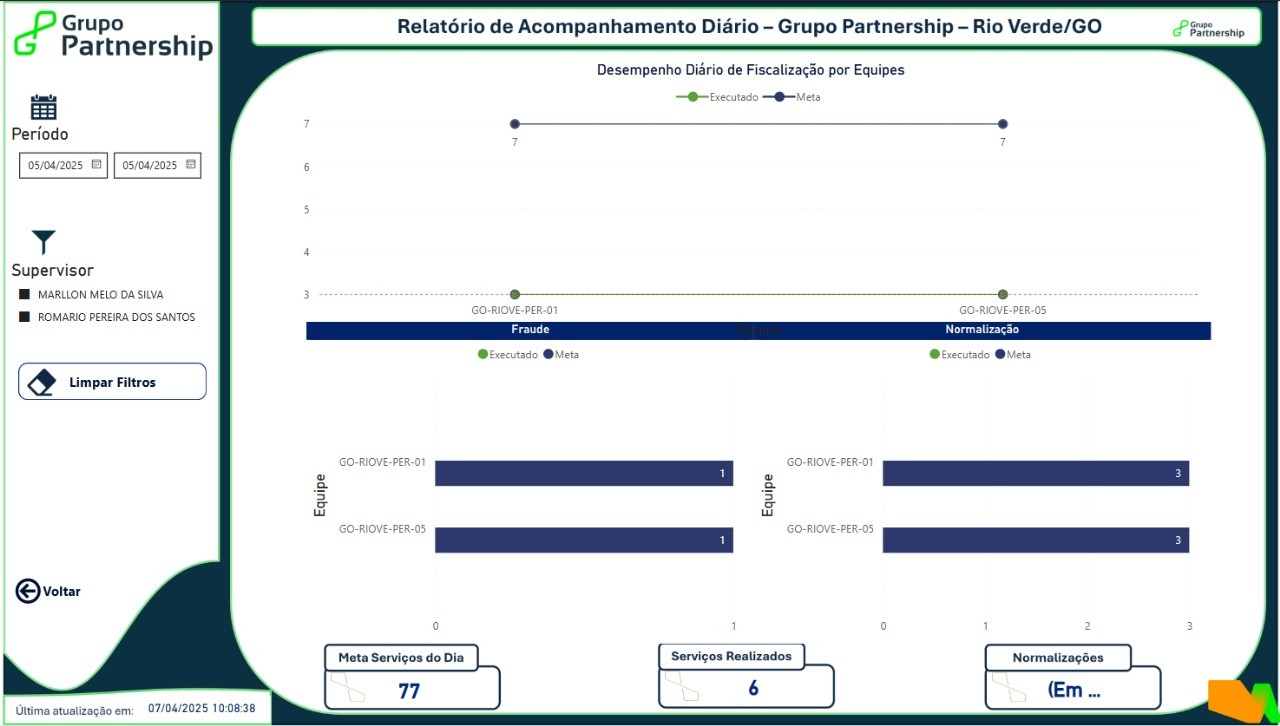 Grupo
Partnership
Relatório de Acompanhamento Diário – Grupo Partnership – Rio Verde/GO
Grupo
Partnership
Período
05/04/2025 05/04/2025
Supervisor
MARLLON MELO DA SILVA
ROMARIO PEREIRA DOS SANTOS
Limpar Filtros
Voltar
Última atualização em: 07/04/2025 10:08:38
Desempenho Diário de Fiscalização por Equipes
Executado Meta
7
7 7
6
5
4
3
GO-RIOVE-PER-01 GO-RIOVE-PER-05
Equipe
Fraude
Executado Meta
Equipe
GO-RIOVE-PER-01 1
GO-RIOVE-PER-05 1
0 1
Normalização
Executado Meta
Equipe
GO-RIOVE-PER-01 3
GO-RIOVE-PER-05 3
0 1 2 3
Meta Serviços do Dia
77
Serviços Realizados
6
Normalizações
(Em ...